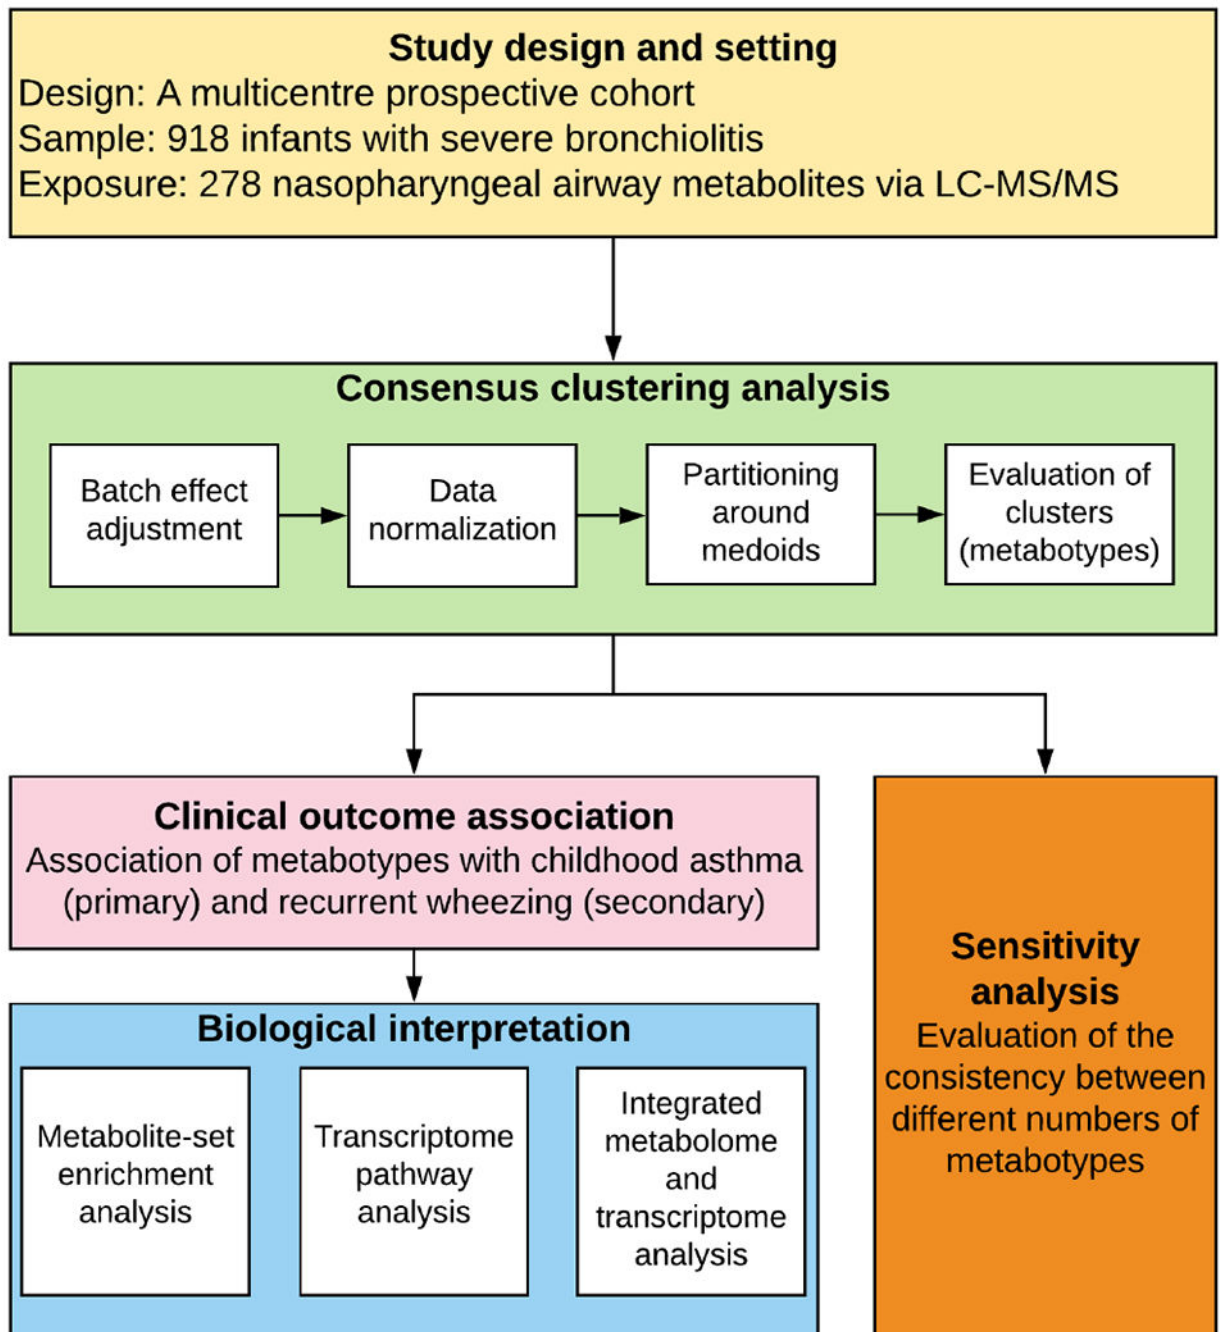 Study design and setting
Design: A multicentre prospective cohort
Sample: 918 infants with severe bronchiolitis
Exposure: 278 nasopharyngeal airway metabolites via LC-MS/MS
Consensus clustering analysis
Batch effect
adjustment
Data
normalization
Partitioning
around
medoids
Evaluation of
clusters
(metabotypes)
Clinical outcome association
Association of metabotypes with childhood asthma
(primary) and recurrent wheezing (secondary)
Biological interpretation
Metabolite-set
enrichment
analysis
Transcriptome
pathway
analysis
Integrated
metabolome
and
transcriptome
analysis
Sensitivity
analysis
Evaluation of the
consistency between
different numbers of
metabotypes